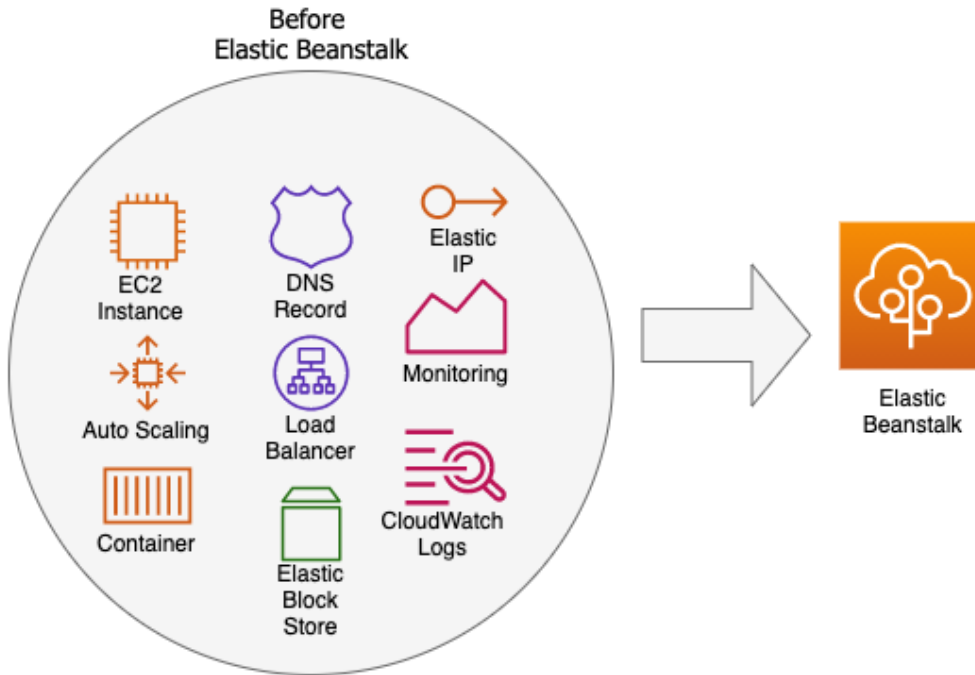 Before
Elastic Beanstalk
EC2
Instance
DNS
Record
Elastic
IP
Auto Scaling
Load
Balancer
Monitoring
Container
Elastic
Block
Store
CloudWatch
Logs
Elastic
Beanstalk